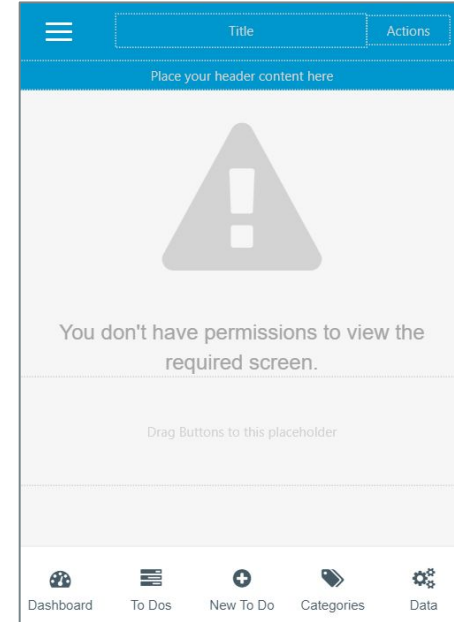 Title Actions
Place your header content here
You don't have permissions to view the
required screen.
Drag Buttons to this placeholder
Dashboard To Dos New To Do Categories Data